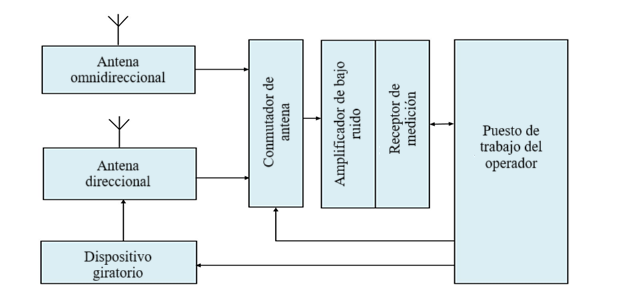 Antena
omnidireccional
Antena
direccional
Dispositivo
giratorio
Conmutador de
antena
Amplificador de bajo
ruido
Receptor de
medición
Puesto de
trabajo del
operador